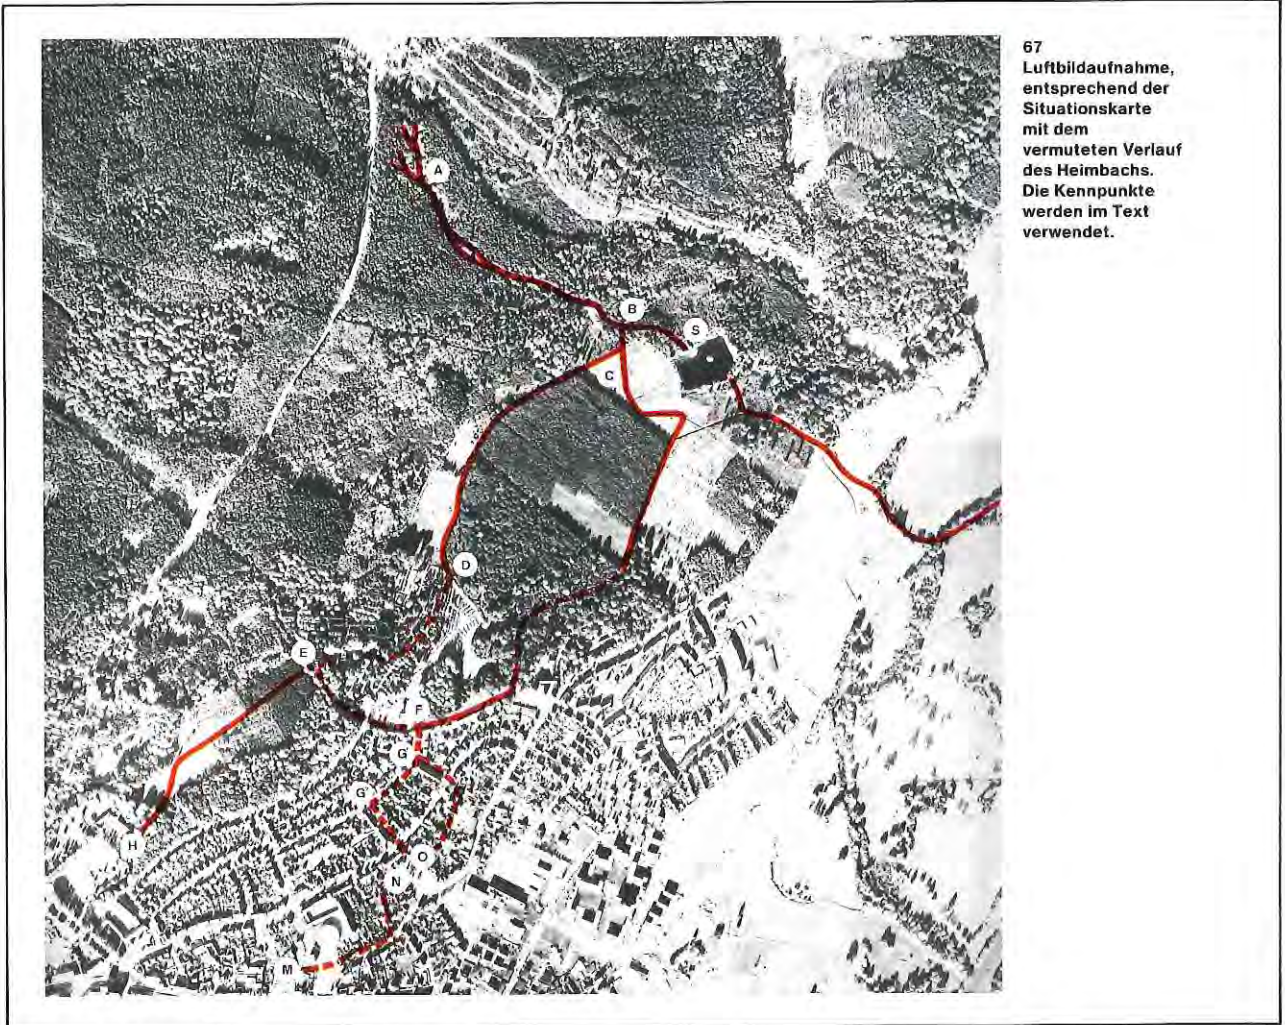 67
Luftbildaufnahme,
entsprechend der
Situationskarte
mit dem
vermuteten Verlauf
des Heimbachs.
Die Kennpunkte
werden im Text
verwendet.
A
B
S
C
D
E
F
G
G'
H
O
N
M